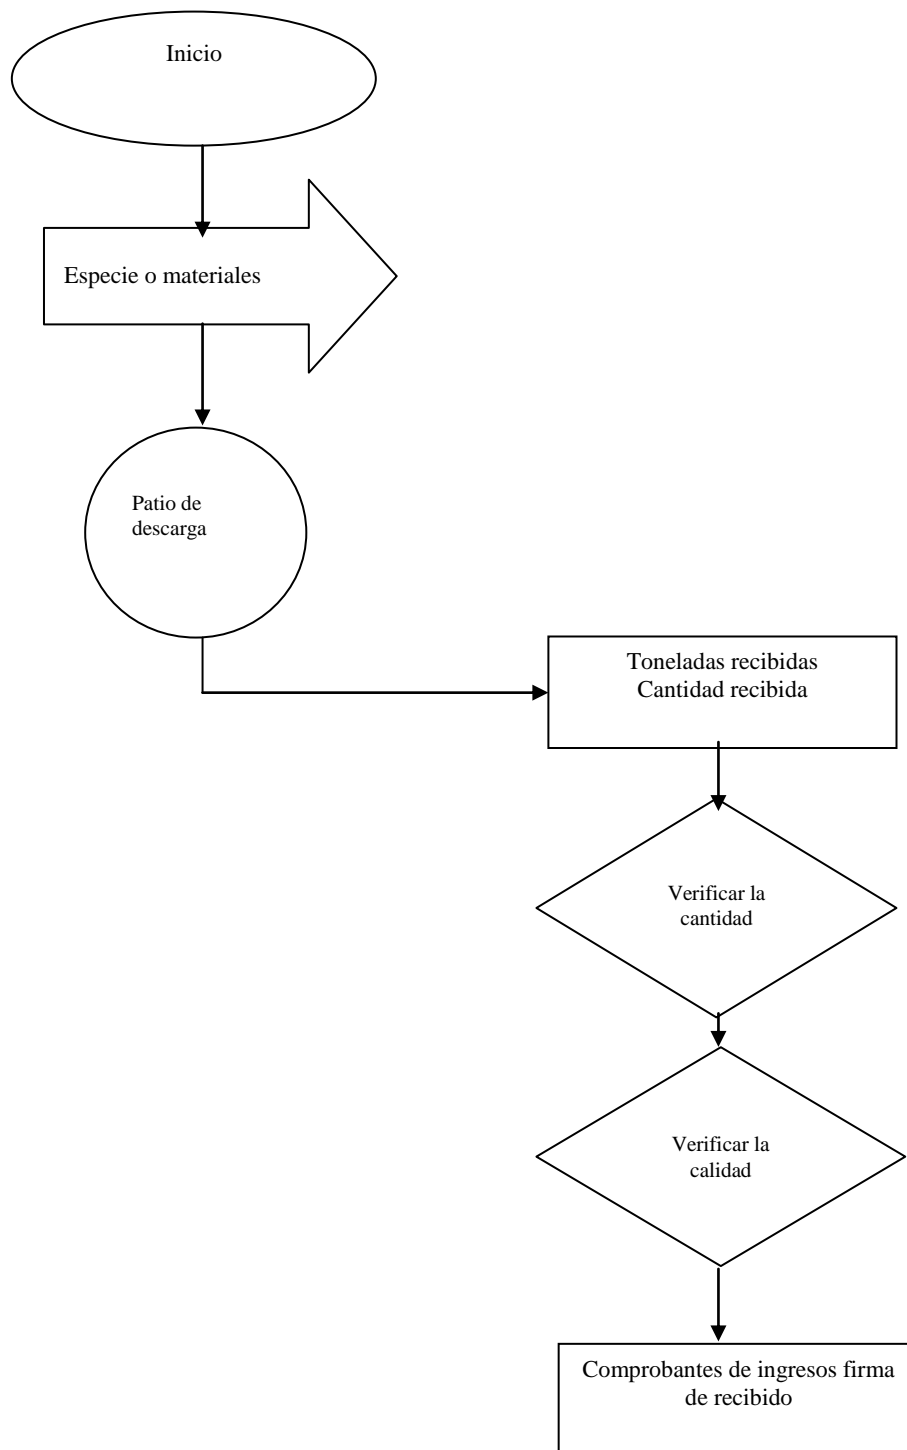 Inicio
Especie o materiales
Patio de
descarga
Toneladas recibidas
Cantidad recibida
Verificar la
cantidad
Verificar la
calidad
Comprobantes de ingresos firma
de recibido